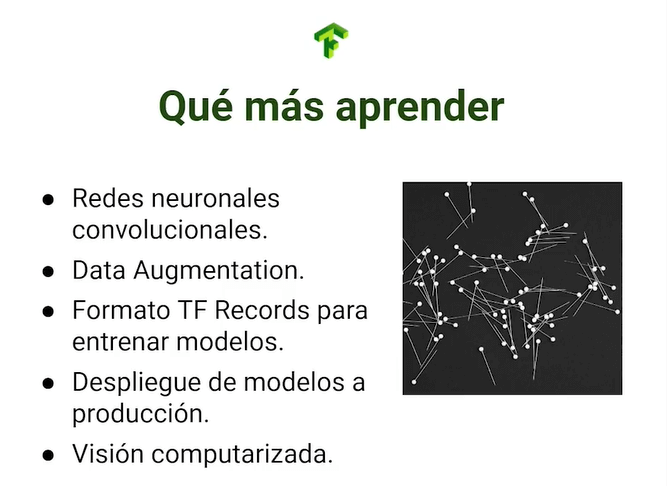 Qué más aprender
● Redes neuronales
convolucionales.
● Data Augmentation.
● Formato TF Records para
entrenar modelos.
● Despliegue de modelos a
producción.
● Visión computarizada.